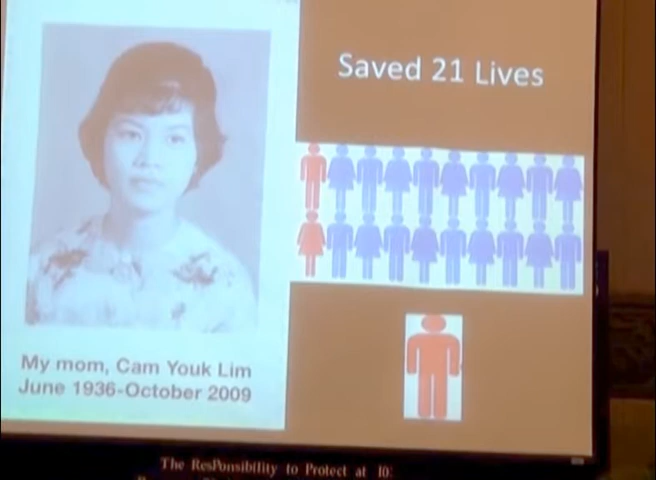 Saved 21 Lives
My mom, Cam Youk Lim
June 1936-October 2009
The Responsibility to Protect at 10: